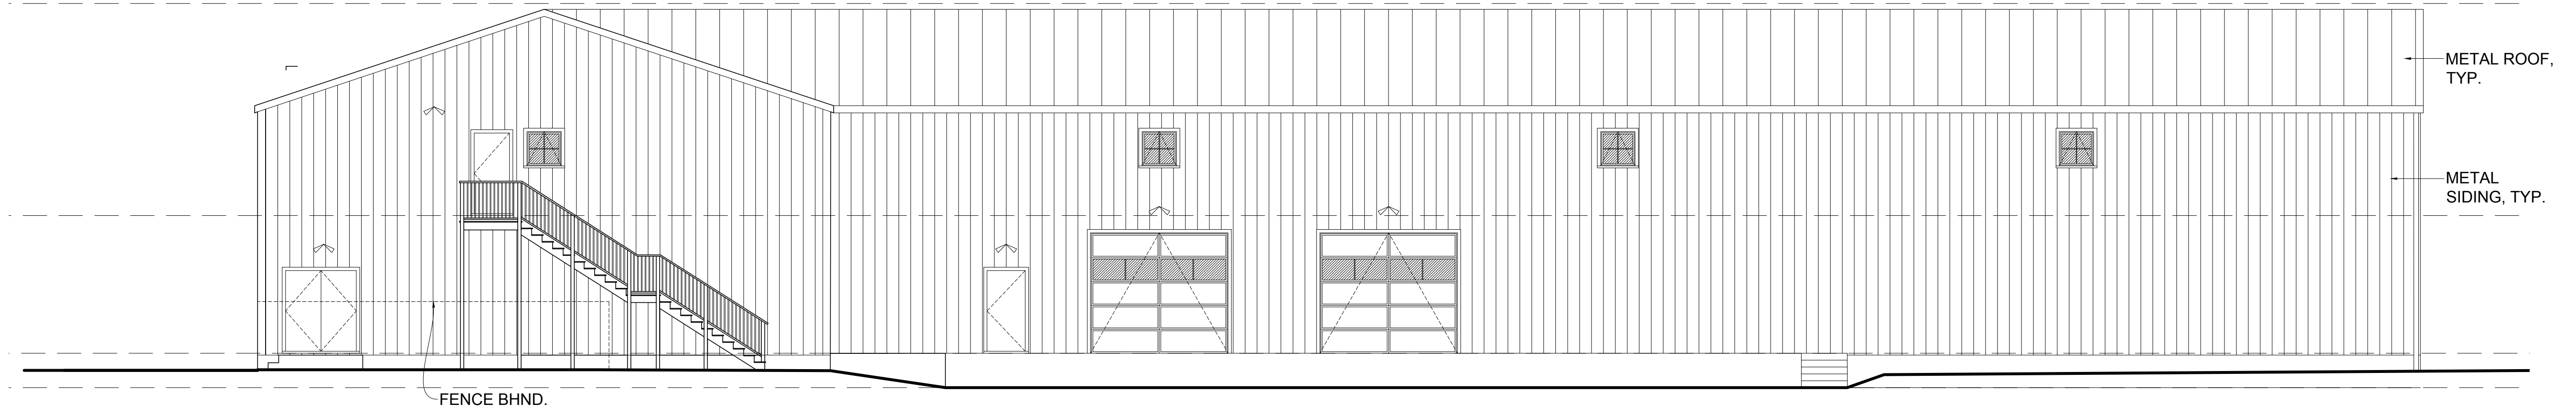 METAL ROOF,
TYP.
METAL
SIDING, TYP.
FENCE BHND.